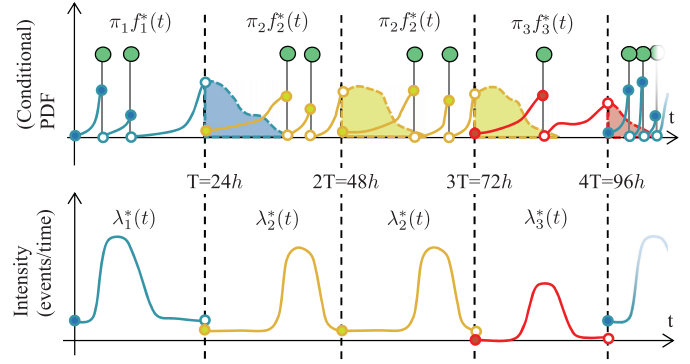 π₁f₁*(t) π₂f₂*(t) π₂f₂*(t) π₃f₃*(t)
(Conditional)
PDF
t
T=24h 2T=48h 3T=72h 4T=96h
λ₁*(t) λ₂*(t) λ₂*(t) λ₃*(t)
Intensity
(events/time)
t